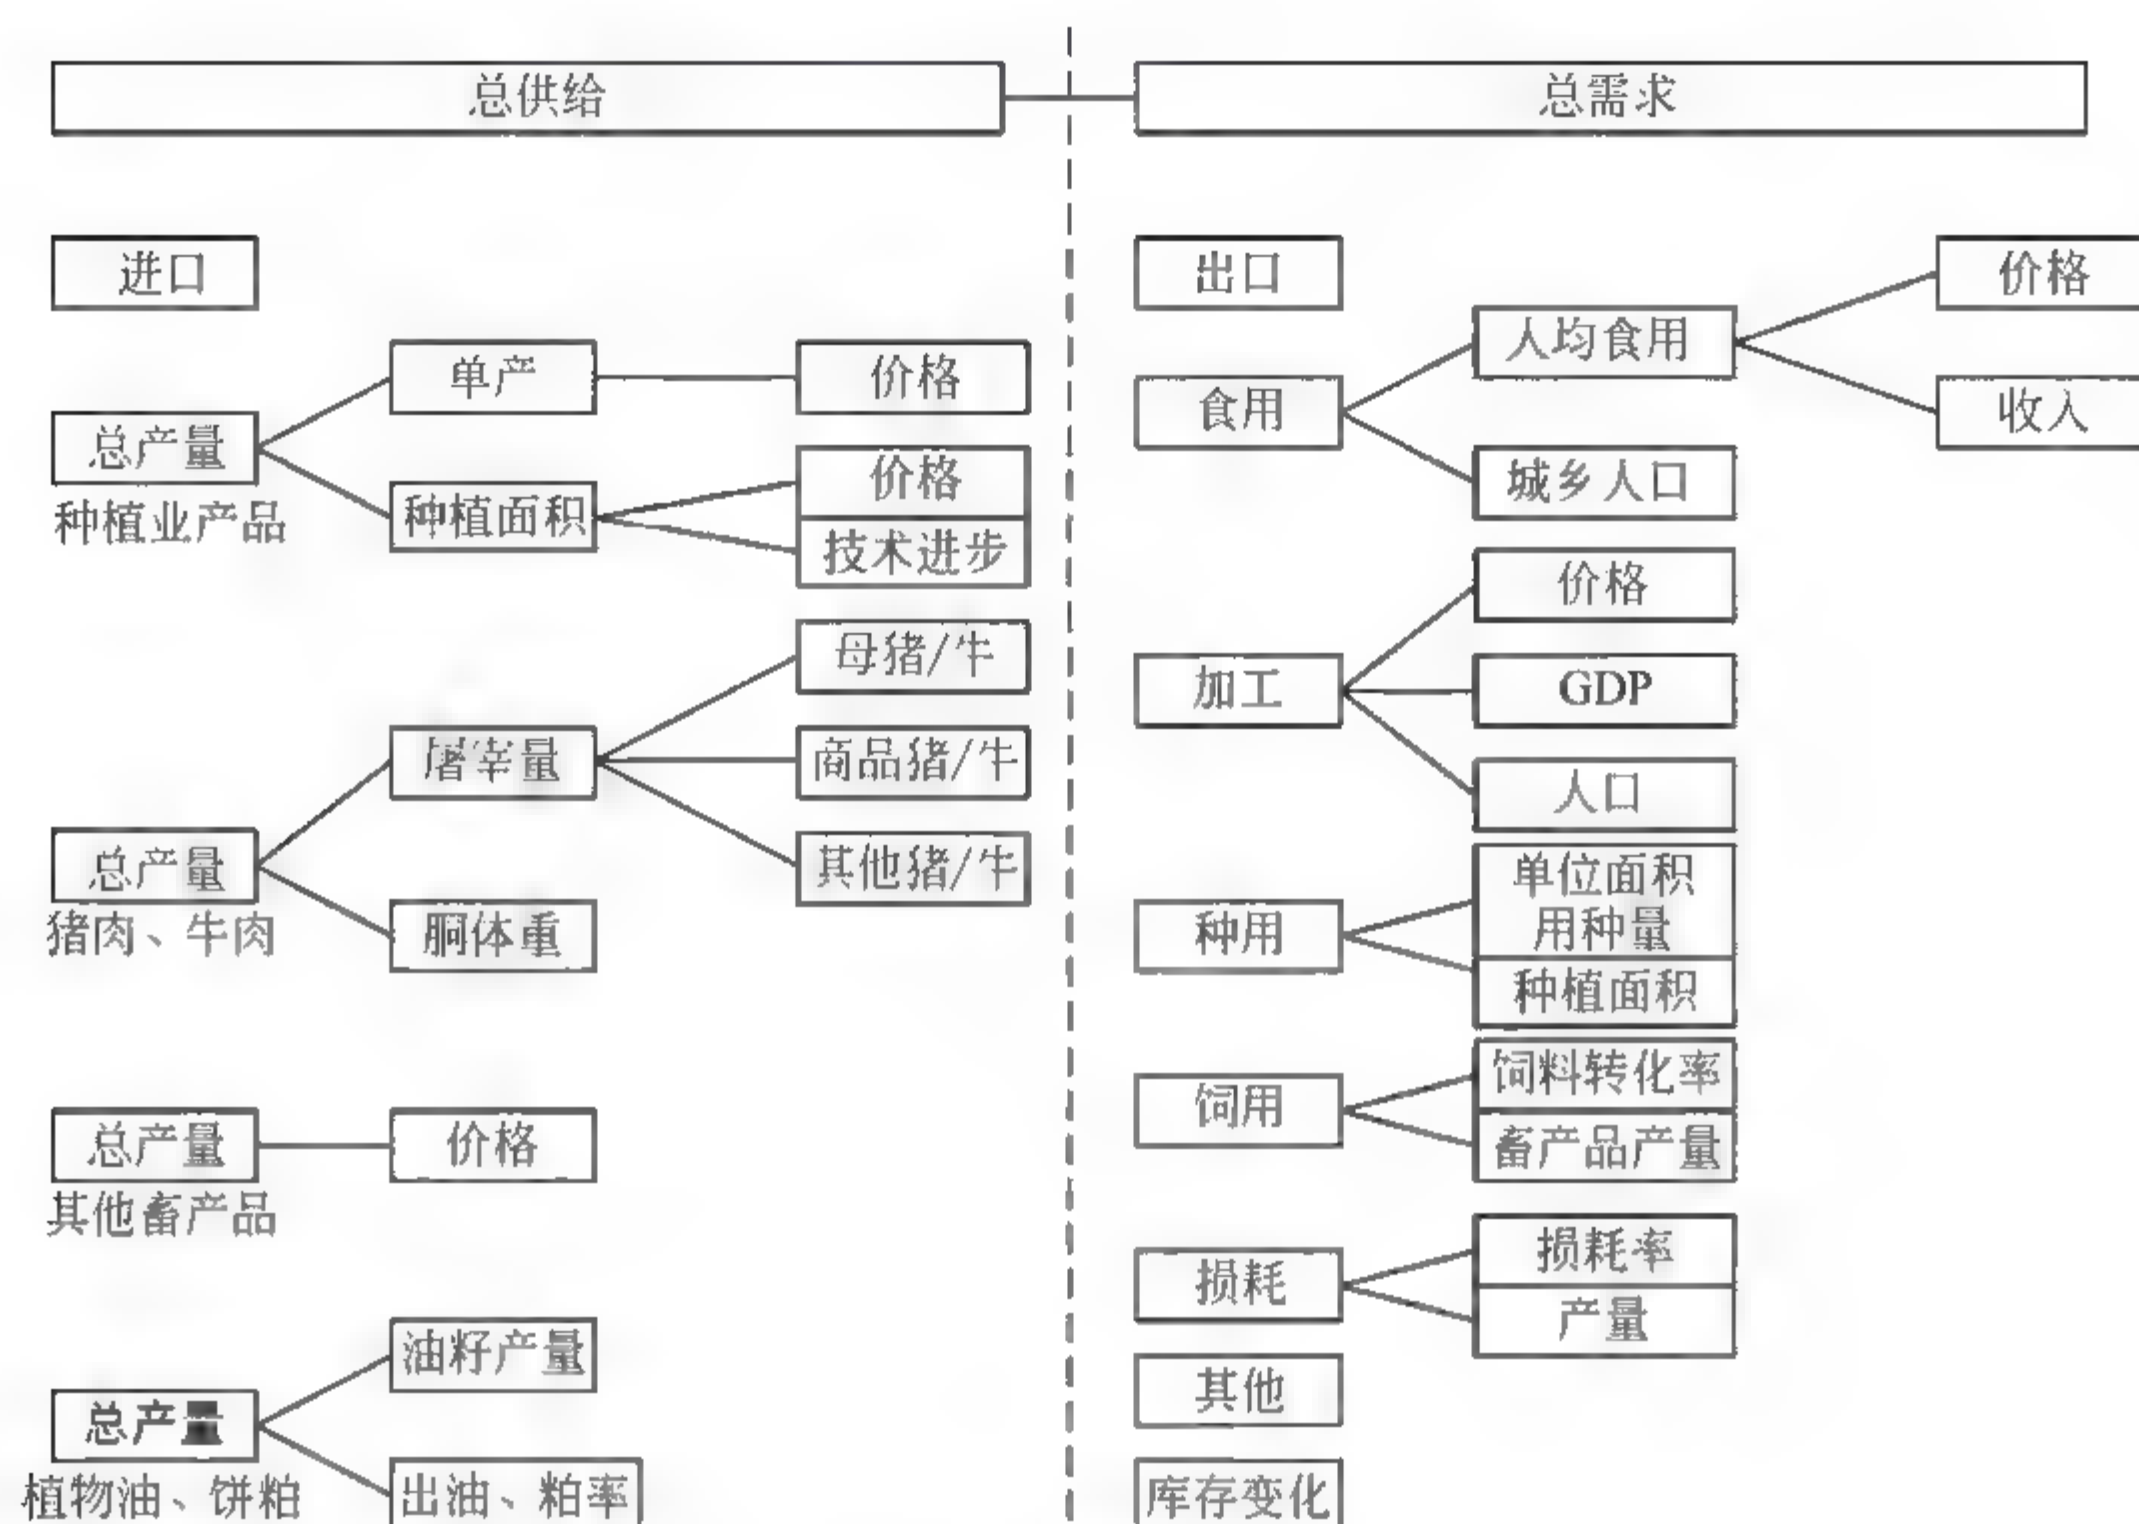 总供给
总需求
进口
单产
价格
总产量
种植业产品
种植面积
价格
技术进步
母猪/牛
屠宰量
商品猪/牛
其他猪/牛
总产量
猪肉、牛肉
胴体重
总产量
价格
其他畜产品
油籽产量
总产量
植物油、饼粕
出油、粕率
出口
价格
人均食用
食用
收入
城乡人口
价格
加工
GDP
人口
单位面积
用种量
种用
种植面积
饲料转化率
饲用
畜产品产量
损耗率
损耗
产量
其他
库存变化